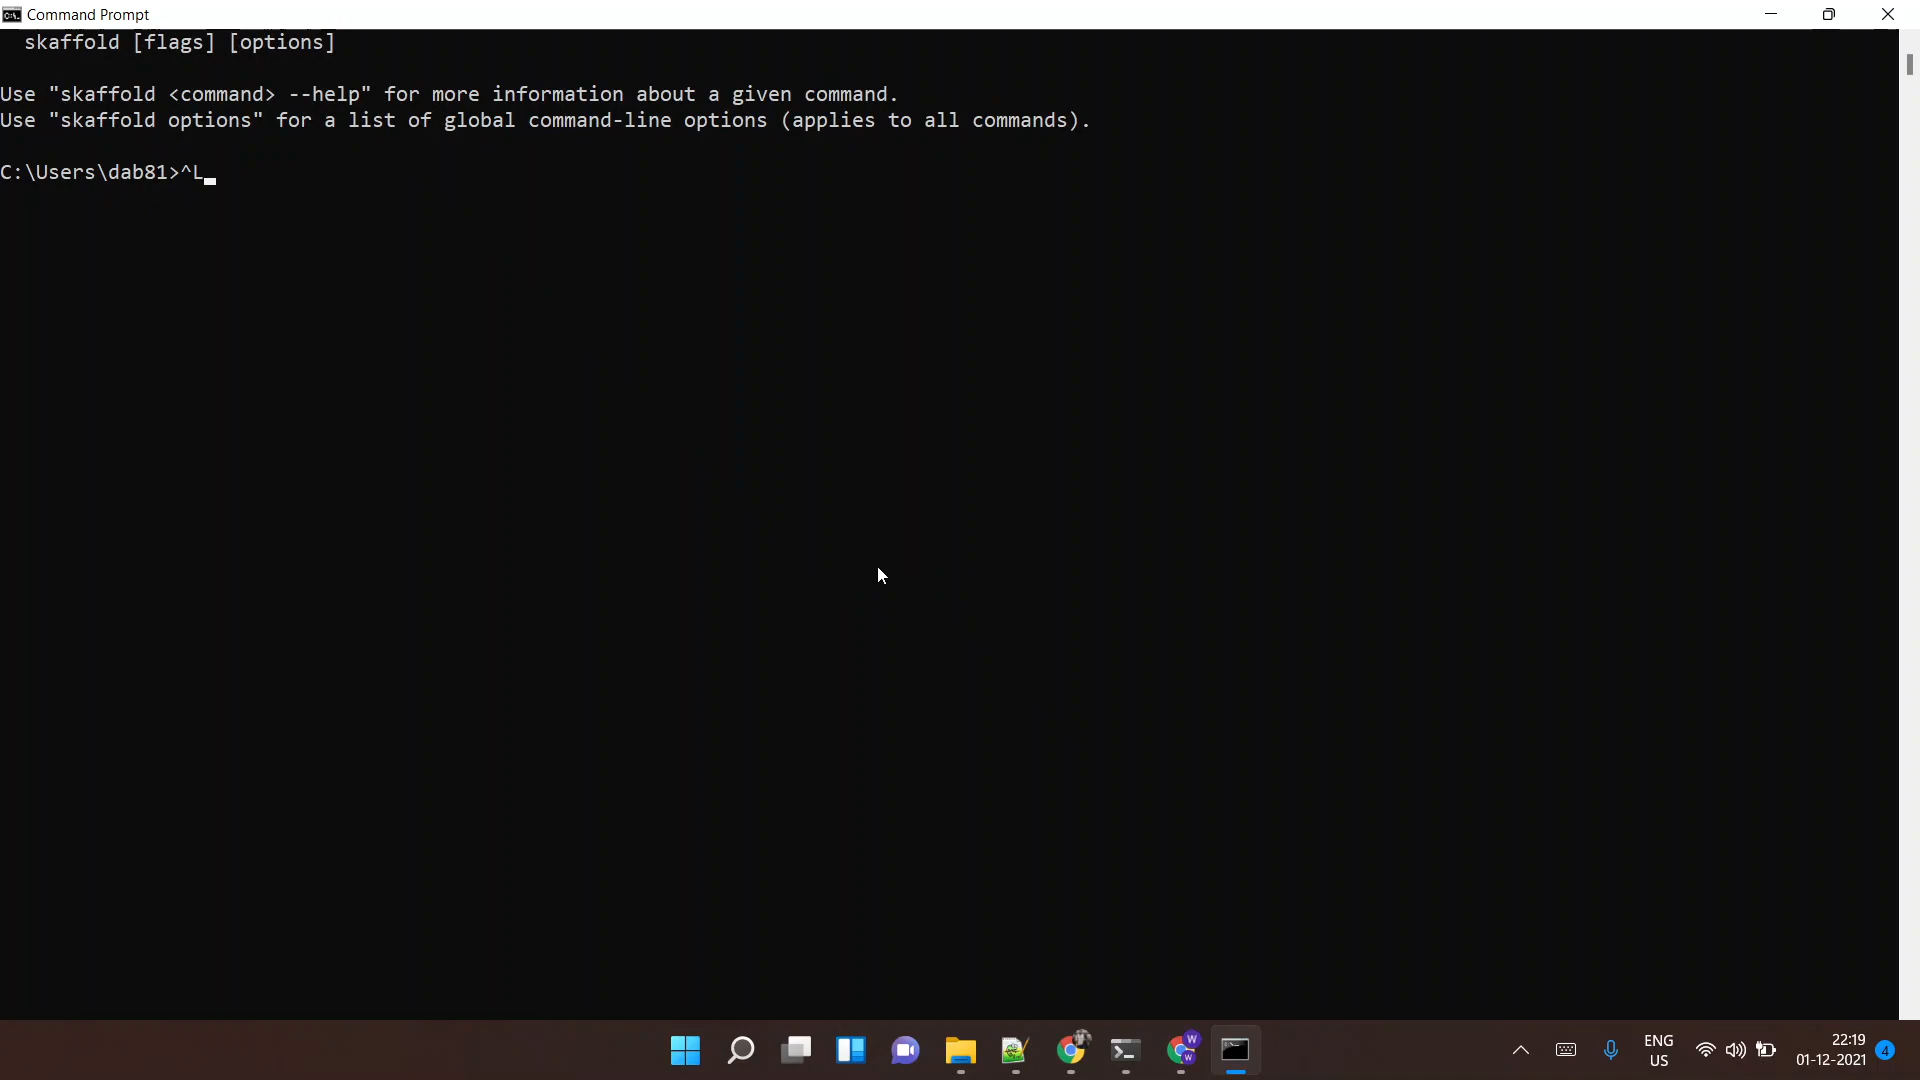 Command Prompt
skaffold [flags] [options]
Use "skaffold <command> --help" for more information about a given command.
Use "skaffold options" for a list of global command-line options (applies to all commands).
C:\Users\dab81>^L
ENG
US
22:19
01-12-2021
4
W
W